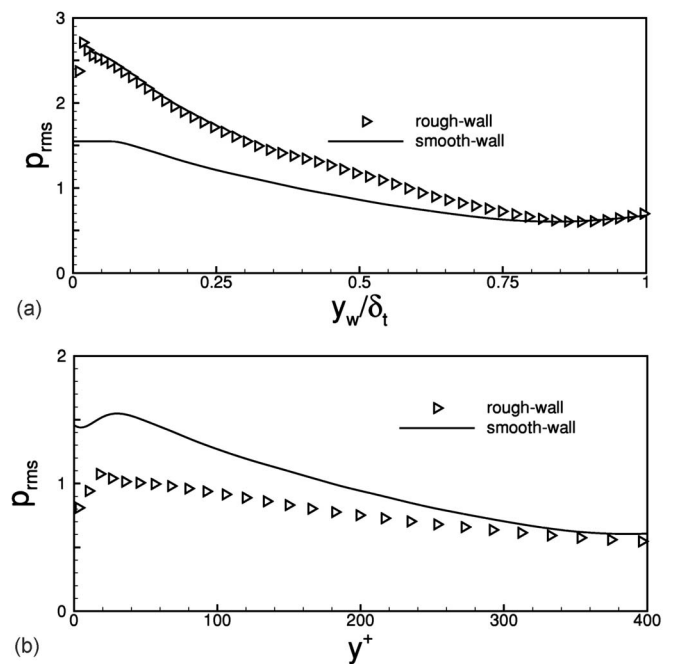 3
2
1
0
p_rms
rough-wall
smooth-wall
0
0.25
0.5
0.75
1
(a)
y_w/δ_t
2
1
0
p_rms
rough-wall
smooth-wall
0
100
200
300
400
(b)
y⁺